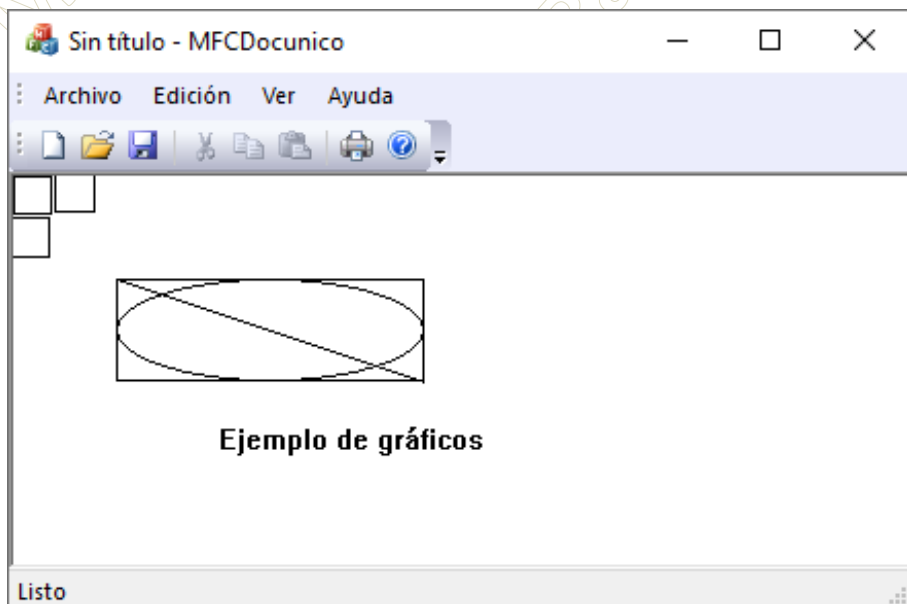 Sin título - MFCDocunico
Archivo Edición Ver Ayuda
Ejemplo de gráficos
Listo